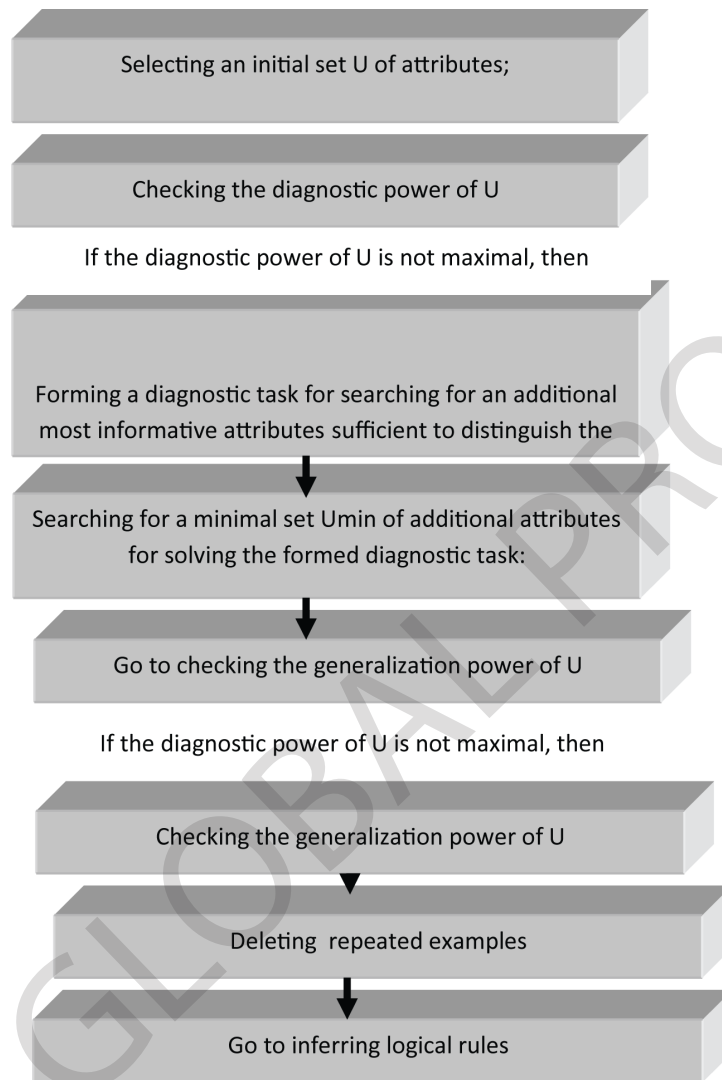 Selecting an initial set U of attributes;
Checking the diagnostic power of U
If the diagnostic power of U is not maximal, then
Forming a diagnostic task for searching for an additional
most informative attributes sufficient to distinguish the
Searching for a minimal set Umin of additional attributes
for solving the formed diagnostic task:
Go to checking the generalization power of U
If the diagnostic power of U is not maximal, then
Checking the generalization power of U
Deleting repeated examples
Go to inferring logical rules
GLOBAL PRO